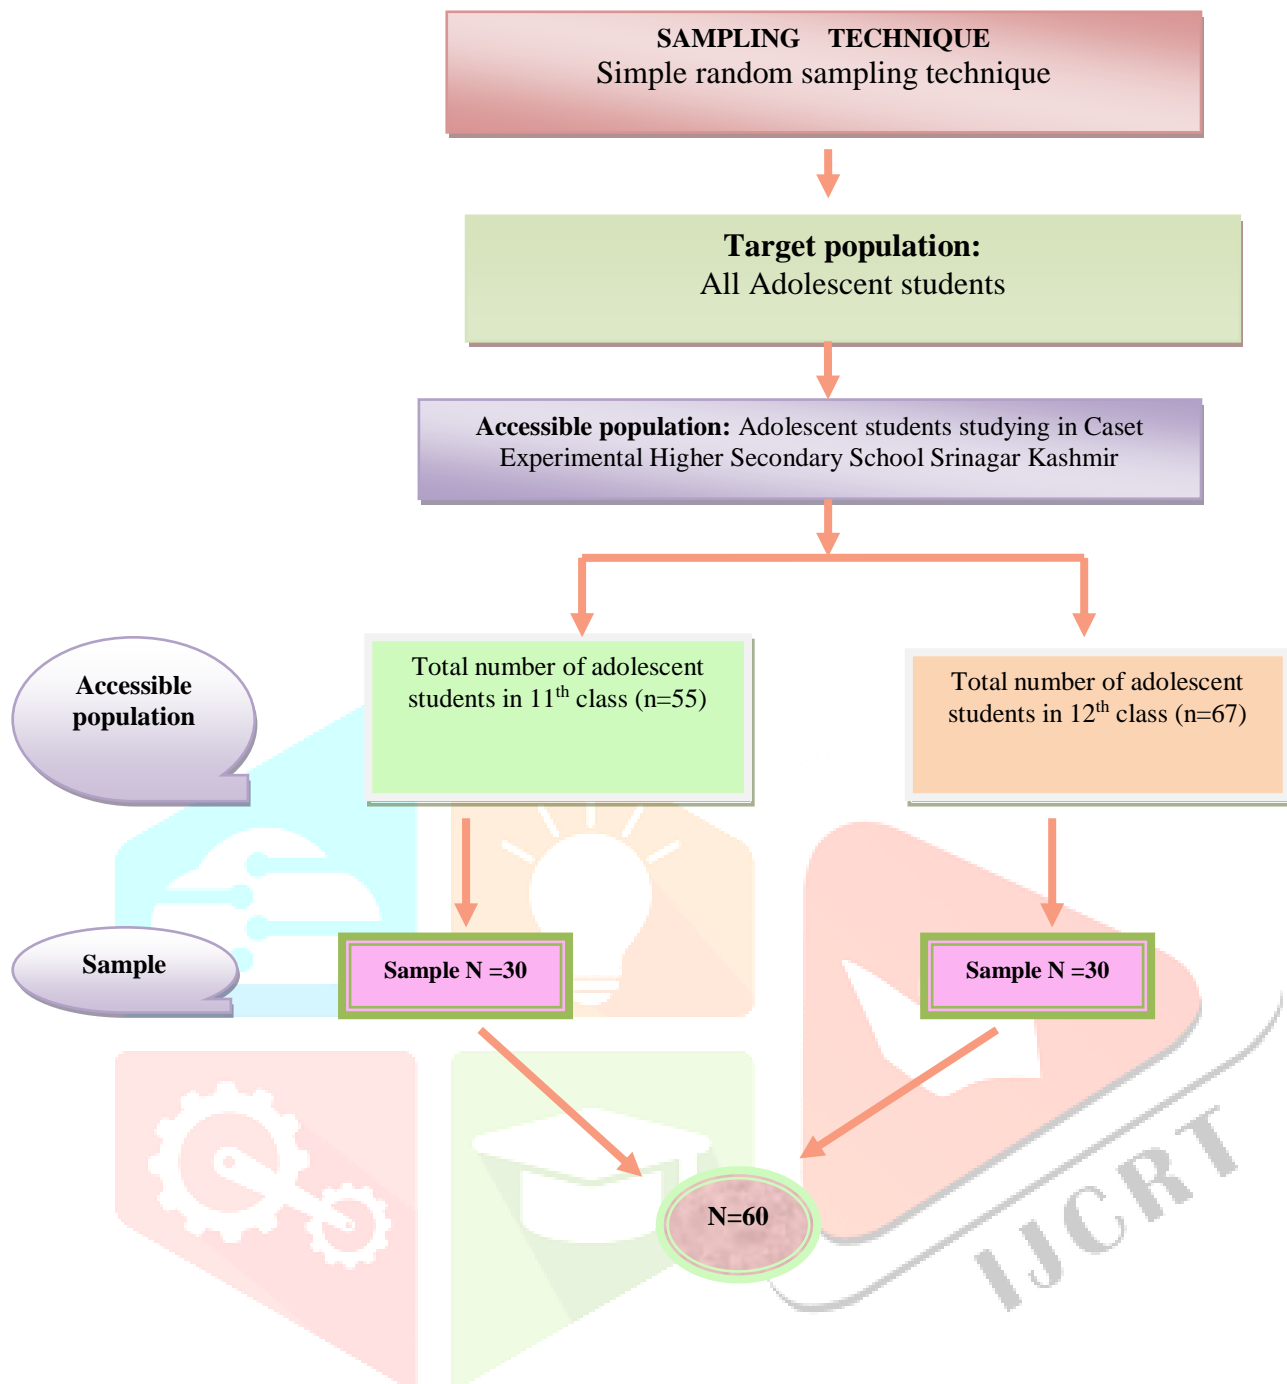 SAMPLING TECHNIQUE
Simple random sampling technique
Target population:
All Adolescent students
Accessible population: Adolescent students studying in Caset
Experimental Higher Secondary School Srinagar Kashmir
Accessible
population
Total number of adolescent
students in 11th class (n=55)
Total number of adolescent
students in 12th class (n=67)
Sample
Sample N =30
Sample N =30
N=60
IJCRT